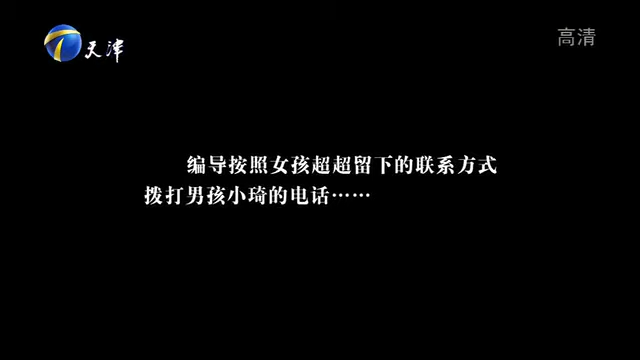 天津
高清
编导按照女孩超超留下的联系方式
拨打男孩小琦的电话……